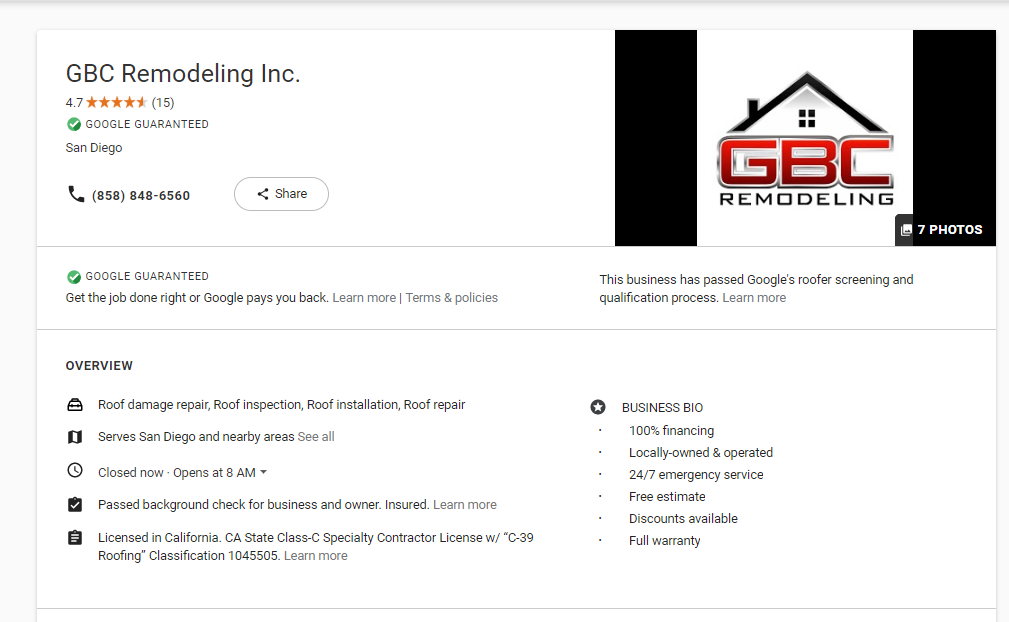 GBC Remodeling Inc.
4.7 (15)
GOOGLE GUARANTEED
San Diego
(858) 848-6560
Share
GBC
REMODELING
7 PHOTOS
GOOGLE GUARANTEED
Get the job done right or Google pays you back. Learn more | Terms & policies
This business has passed Google's roofer screening and
qualification process. Learn more
OVERVIEW
Roof damage repair, Roof inspection, Roof installation, Roof repair
Serves San Diego and nearby areas See all
Closed now · Opens at 8 AM
Passed background check for business and owner. Insured. Learn more
Licensed in California. CA State Class-C Specialty Contractor License w/ “C-39
Roofing” Classification 1045505. Learn more
BUSINESS BIO
· 100% financing
· Locally-owned & operated
· 24/7 emergency service
· Free estimate
· Discounts available
· Full warranty